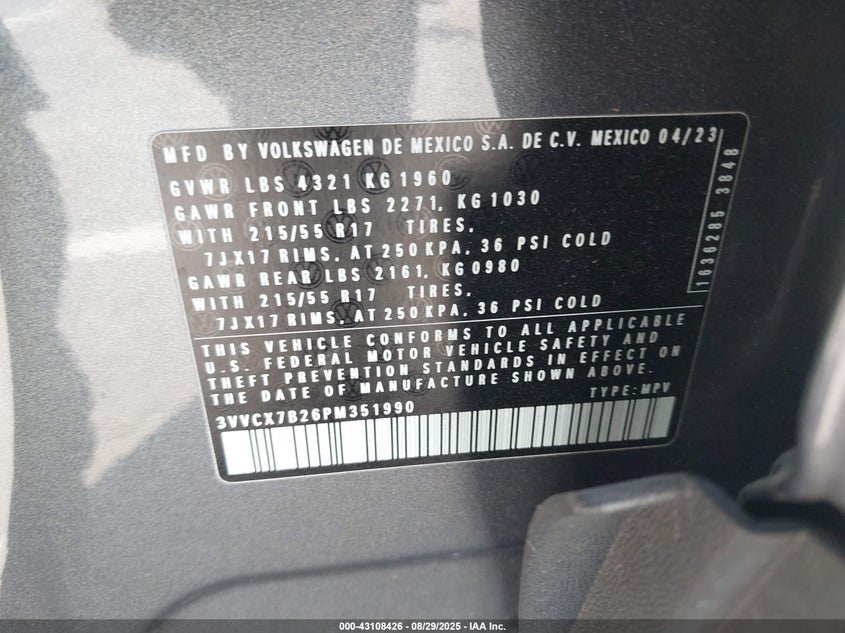 MFD BY VOLKSWAGEN DE MEXICO S.A. DE C.V. MEXICO 04/23
GVWR LBS 4321 KG 1960
GAWR FRONT LBS 2271, KG 1030
WITH 215/55 R17 TIRES,
7JX17 RIMS, AT 250 KPA, 36 PSI COLD
GAWR REAR LBS 2161, KG 0980
WITH 215/55 R17 TIRES,
7JX17 RIMS, AT 250 KPA, 36 PSI COLD
1636285 3848
THIS VEHICLE CONFORMS TO ALL APPLICABLE
U.S. FEDERAL MOTOR VEHICLE SAFETY AND
THEFT PREVENTION STANDARDS IN EFFECT ON
THE DATE OF MANUFACTURE SHOWN ABOVE.
TYPE: MPV
3VVCX7B26PM351990
000-43108426 - 08/29/2025 - IAA Inc.